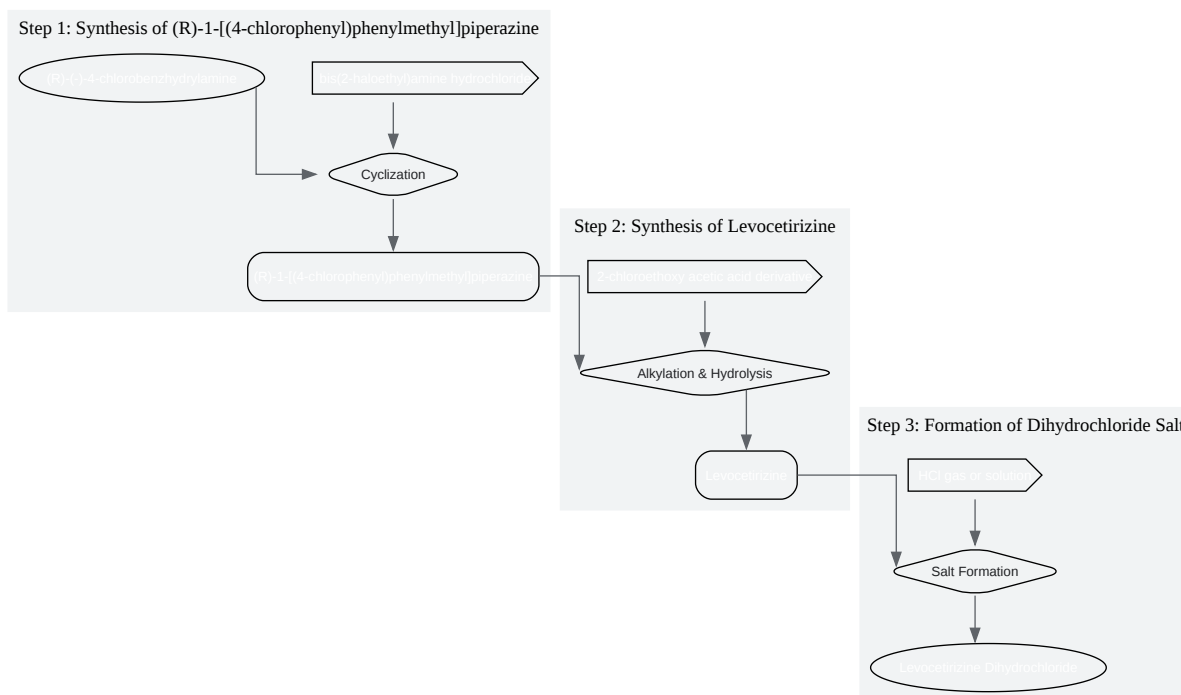 Step 1: Synthesis of (R)-1-[(4-chlorophenyl)phenylmethyl]piperazine
(R)-(-)-4-chlorobenzhydrylamine
bis(2-haloethyl)amine hydrochloride
Cyclization
(R)-1-[(4-chlorophenyl)phenylmethyl]piperazine
Step 2: Synthesis of Levocetirizine
2-chloroethoxy acetic acid derivative
Alkylation & Hydrolysis
Levocetirizine
Step 3: Formation of Dihydrochloride Salt
HCl gas or solution
Salt Formation
Levocetirizine Dihydrochloride